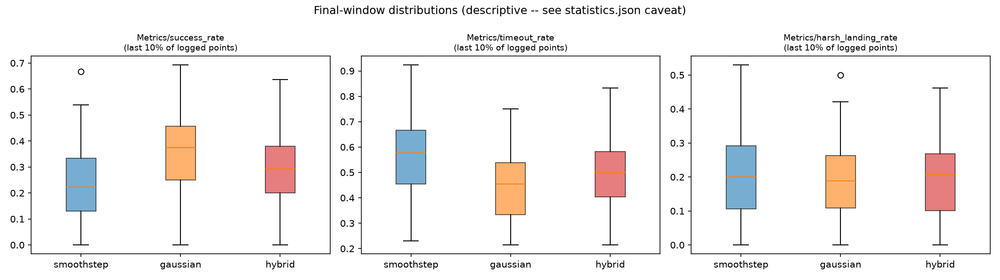 Final-window distributions (descriptive -- see statistics.json caveat)
Metrics/success_rate
(last 10% of logged points)
0.7
0.6
0.5
0.4
0.3
0.2
0.1
0.0
smoothstep
gaussian
hybrid
Metrics/timeout_rate
(last 10% of logged points)
0.9
0.8
0.7
0.6
0.5
0.4
0.3
0.2
smoothstep
gaussian
hybrid
Metrics/harsh_landing_rate
(last 10% of logged points)
0.5
0.4
0.3
0.2
0.1
0.0
smoothstep
gaussian
hybrid